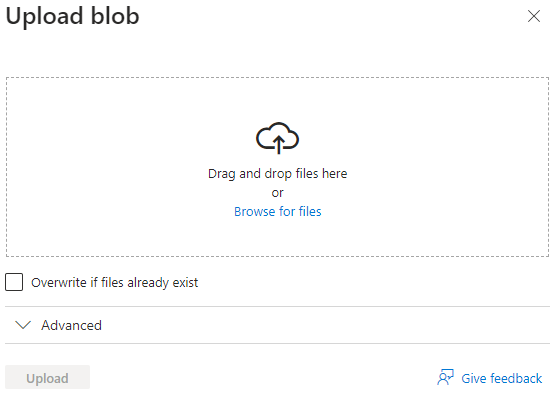 Upload blob
Drag and drop files here
or
Browse for files
Overwrite if files already exist
Advanced
Upload
Give feedback